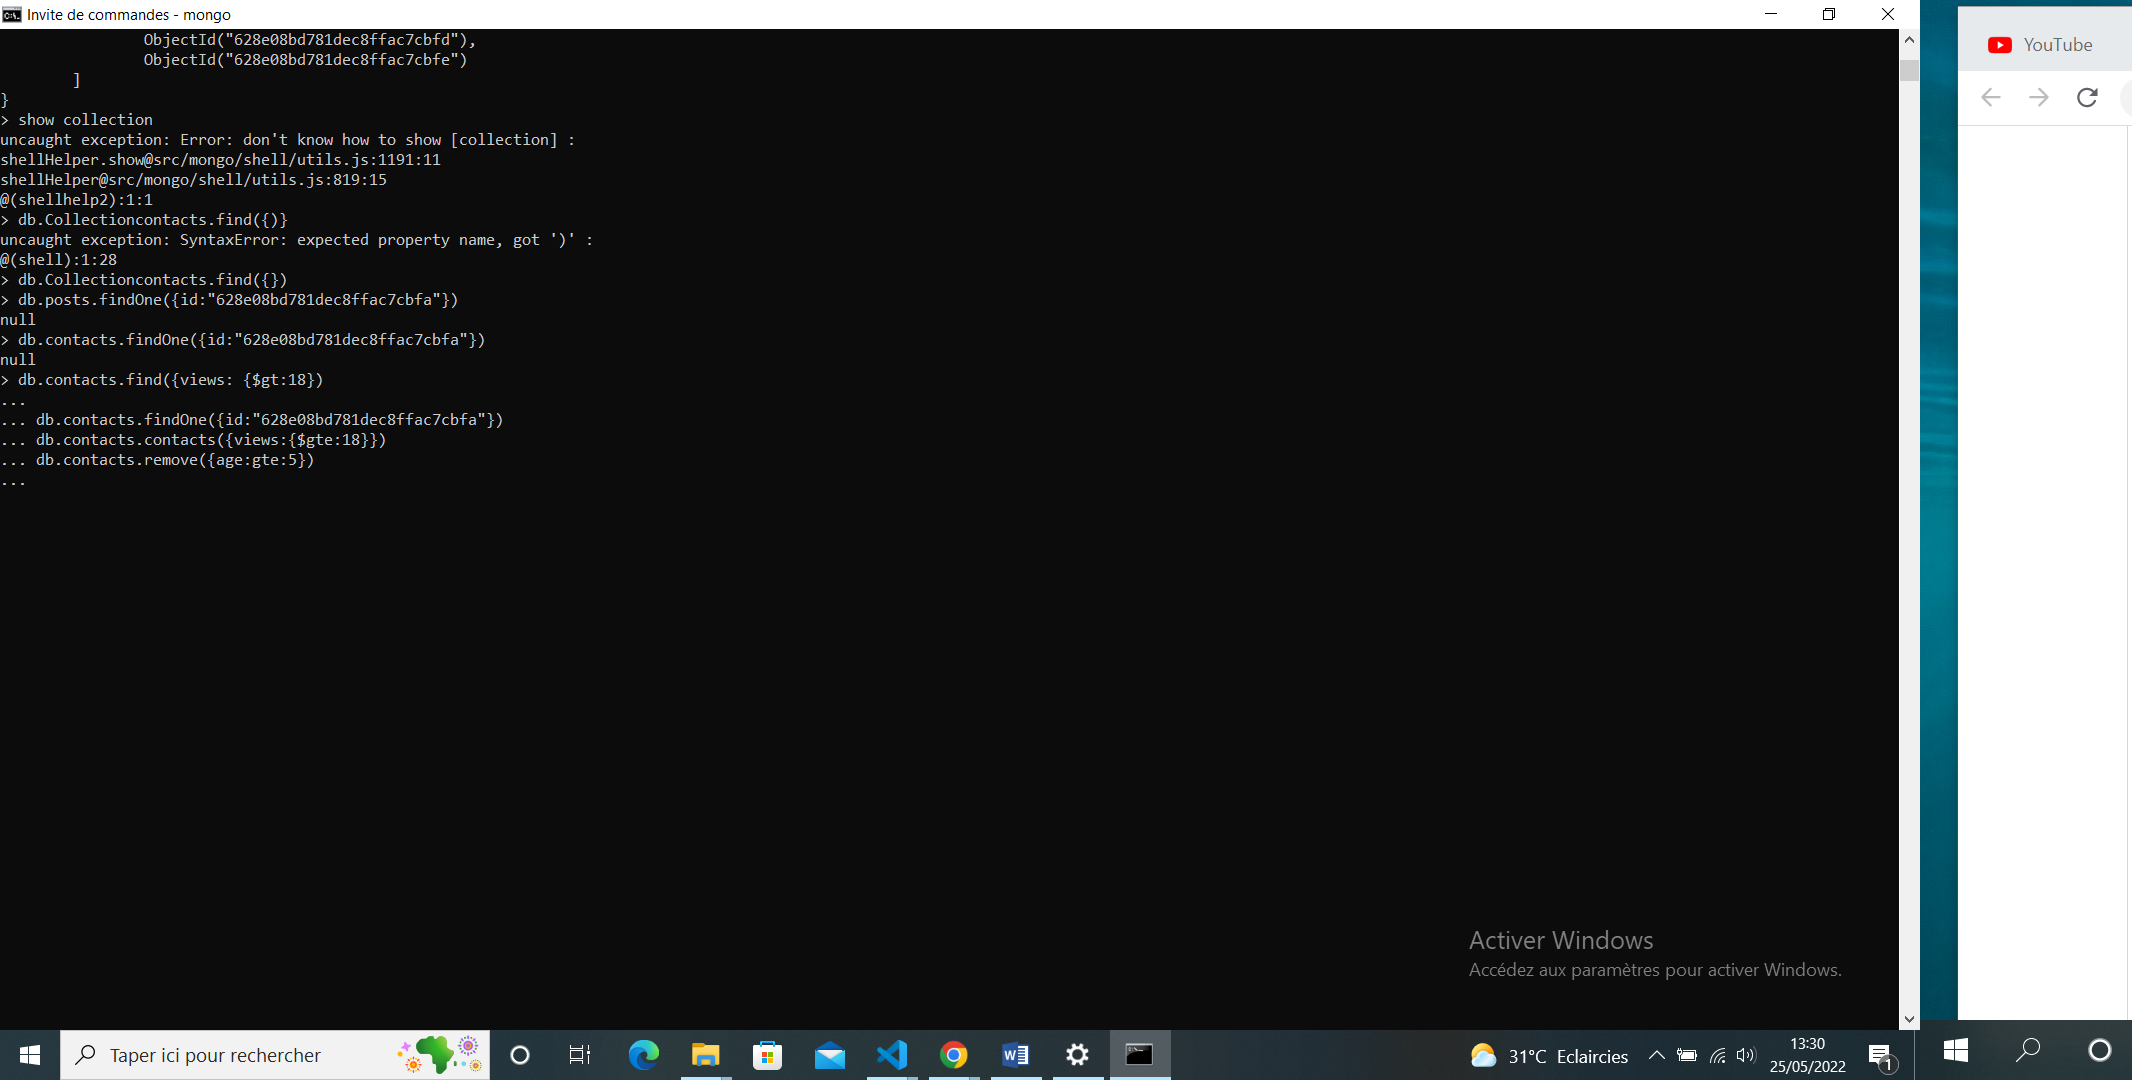 Invite de commandes - mongo
ObjectId("628e08bd781dec8ffac7cbfd"),
ObjectId("628e08bd781dec8ffac7cbfe")
]
}
> show collection
uncaught exception: Error: don't know how to show [collection] :
shellHelper.show@src/mongo/shell/utils.js:1191:11
shellHelper@src/mongo/shell/utils.js:819:15
@(shellhelp2):1:1
> db.Collectioncontacts.find({)}
uncaught exception: SyntaxError: expected property name, got ')' :
@(shell):1:28
> db.Collectioncontacts.find({})
> db.posts.findOne({id:"628e08bd781dec8ffac7cbfa"})
null
> db.contacts.findOne({id:"628e08bd781dec8ffac7cbfa"})
null
> db.contacts.find({views: {$gt:18})
...
... db.contacts.findOne({id:"628e08bd781dec8ffac7cbfa"})
... db.contacts.contacts({views:{$gte:18}})
... db.contacts.remove({age:gte:5})
...
YouTube
Activer Windows
Accédez aux paramètres pour activer Windows.
Taper ici pour rechercher
31°C Eclaircies
13:30
25/05/2022
1